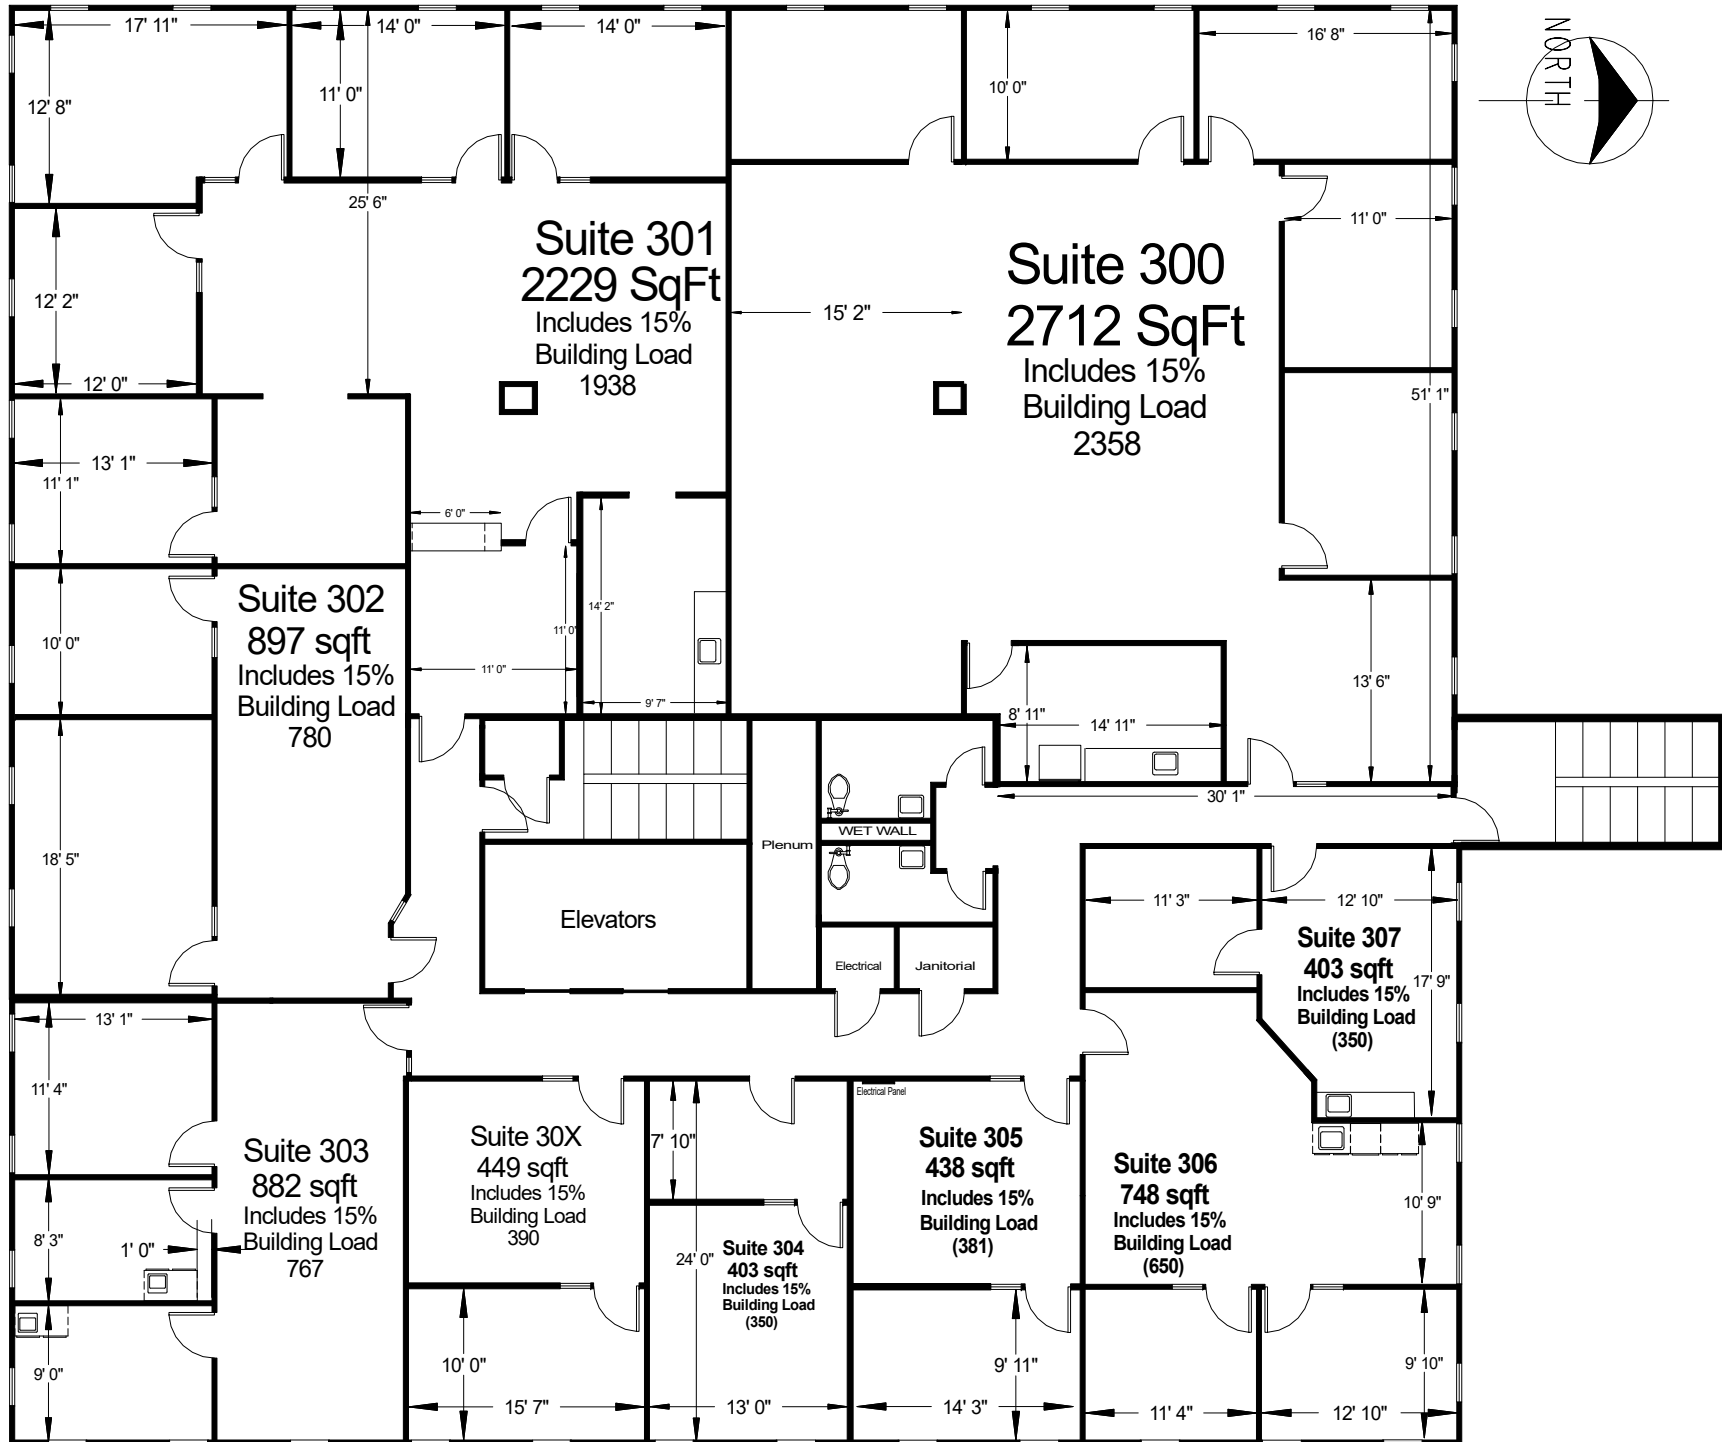 17' 11"
14' 0"
14' 0"
16' 8"
NORTH
12' 8"
11' 0"
10' 0"
25' 6"
11' 0"
Suite 301
2229 SqFt
Includes 15%
Building Load
1938
Suite 300
2712 SqFt
Includes 15%
Building Load
2358
12' 2"
15' 2"
12' 0"
51' 1"
13' 1"
11' 1"
6' 0"
Suite 302
897 sqft
Includes 15%
Building Load
780
14' 2"
11' 0"
10' 0"
11' 0"
9' 7"
13' 6"
8' 11"
14' 11"
30' 1"
WET WALL
Plenum
18' 5"
Elevators
11' 3"
12' 10"
Suite 307
403 sqft
Includes 15%
Building Load
(350)
17' 9"
Electrical
Janitorial
13' 1"
11' 4"
Electrical Panel
Suite 303
882 sqft
Includes 15%
Building Load
767
Suite 30X
449 sqft
Includes 15%
Building Load
390
7' 10"
Suite 305
438 sqft
Includes 15%
Building Load
(381)
Suite 306
748 sqft
Includes 15%
Building Load
(650)
10' 9"
8' 3"
1' 0"
24' 0"
Suite 304
403 sqft
Includes 15%
Building Load
(350)
9' 0"
10' 0"
9' 11"
9' 10"
15' 7"
13' 0"
14' 3"
11' 4"
12' 10"